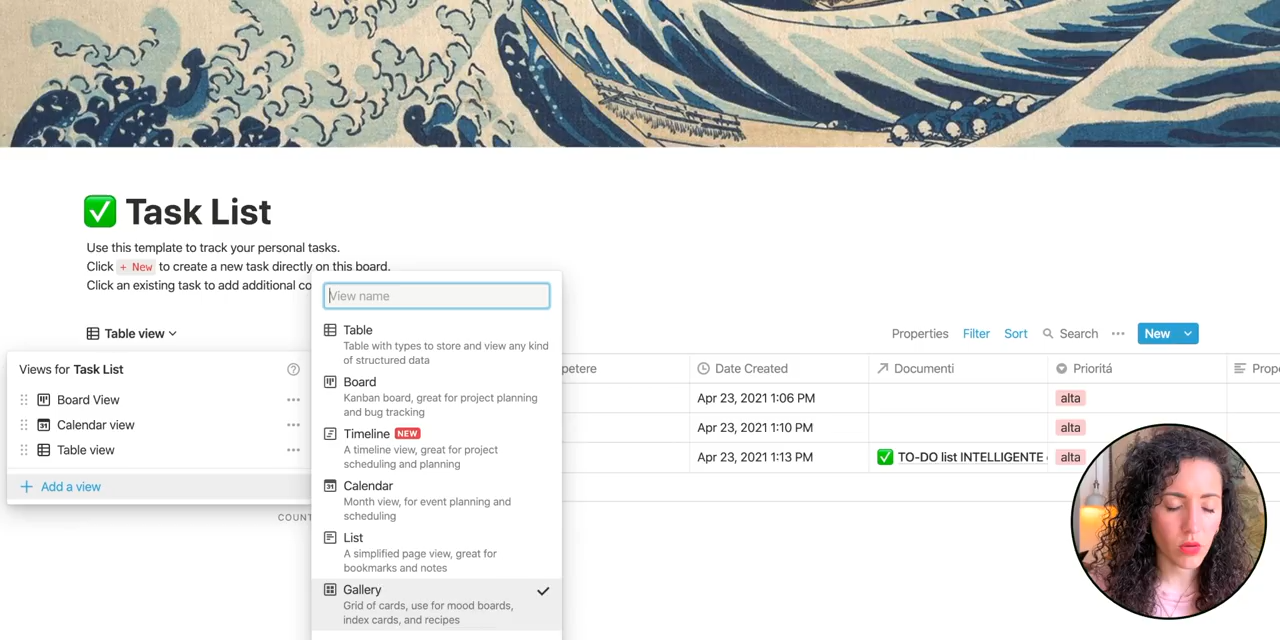 Task List
Use this template to track your personal tasks.
Click + New to create a new task directly on this board.
Click an existing task to add additional co
View name
Table view
Properties Filter Sort Search ••• New
Views for Task List
Board View •••
Calendar view •••
Table view •••
+ Add a view
COUNT
Table
Table with types to store and view any kind
of structured data
Board
Kanban board, great for project planning
and bug tracking
Timeline NEW
A timeline view, great for project
scheduling and planning
Calendar
Month view, for event planning and
scheduling
List
A simplified page view, great for
bookmarks and notes
Gallery
Grid of cards, use for mood boards,
index cards, and recipes
petere Date Created Documenti Prioritá Prope
Apr 23, 2021 1:06 PM alta
Apr 23, 2021 1:10 PM alta
Apr 23, 2021 1:13 PM TO-DO list INTELLIGENTE alta